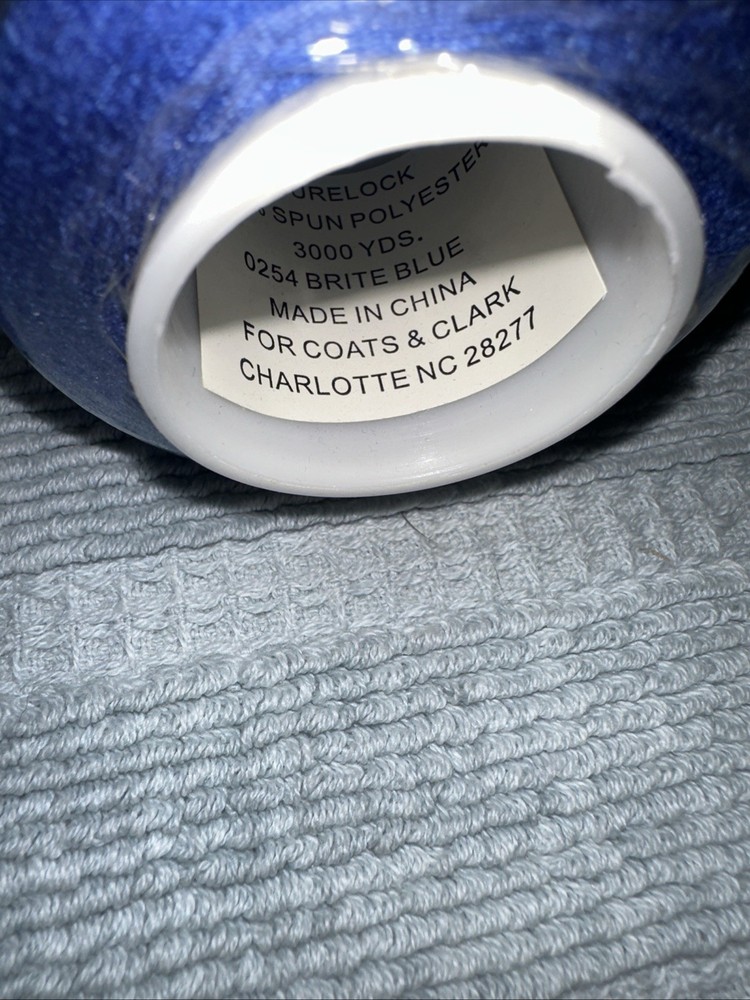 URELOCK
SPUN POLYESTER
3000 YDS.
0254 BRITE BLUE
MADE IN CHINA
FOR COATS & CLARK
CHARLOTTE NC 28277